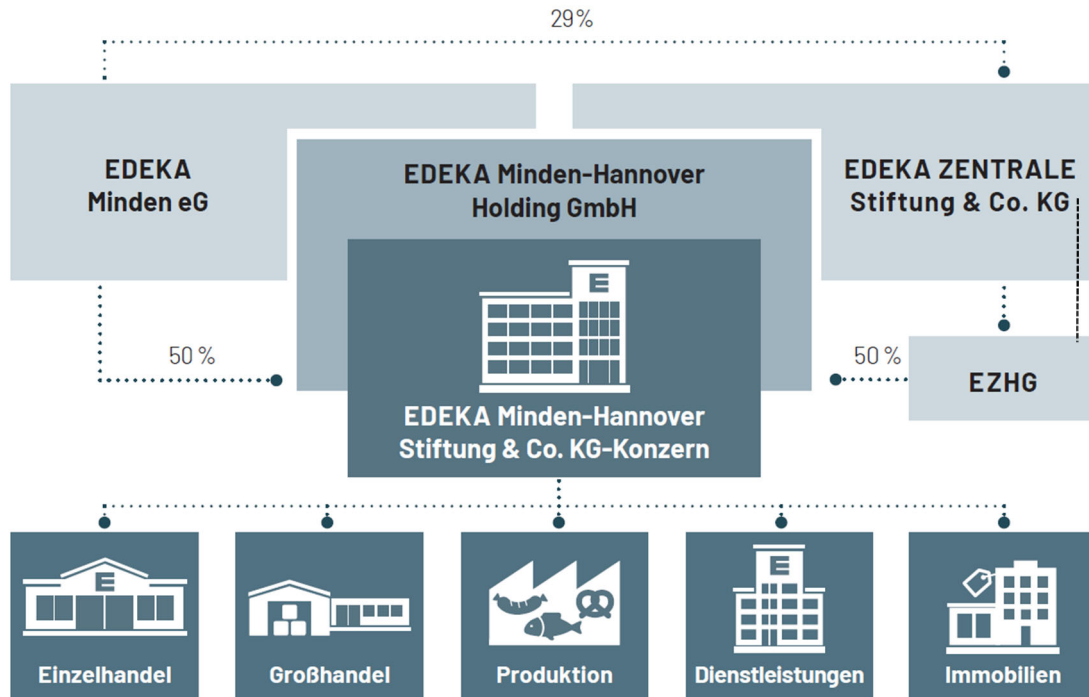 29 %
EDEKA
Minden eG
EDEKA Minden-Hannover
Holding GmbH
EDEKA ZENTRALE
Stiftung & Co. KG
E
50 %
50 %
EZHG
EDEKA Minden-Hannover
Stiftung & Co. KG-Konzern
E
E
Einzelhandel
Großhandel
Produktion
Dienstleistungen
Immobilien